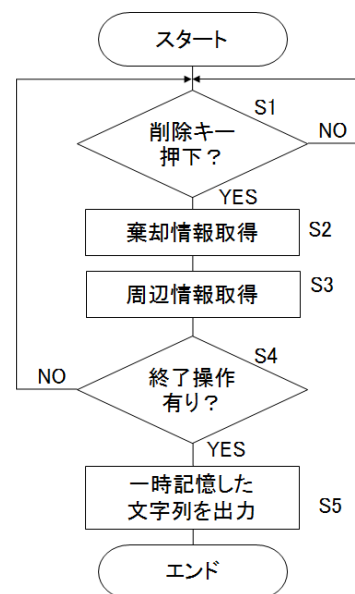 スタート
S1
削除キー
押下？
NO
YES
棄却情報取得
S2
周辺情報取得
S3
S4
終了操作
有り？
NO
YES
一時記憶した
文字列を出力
S5
エンド